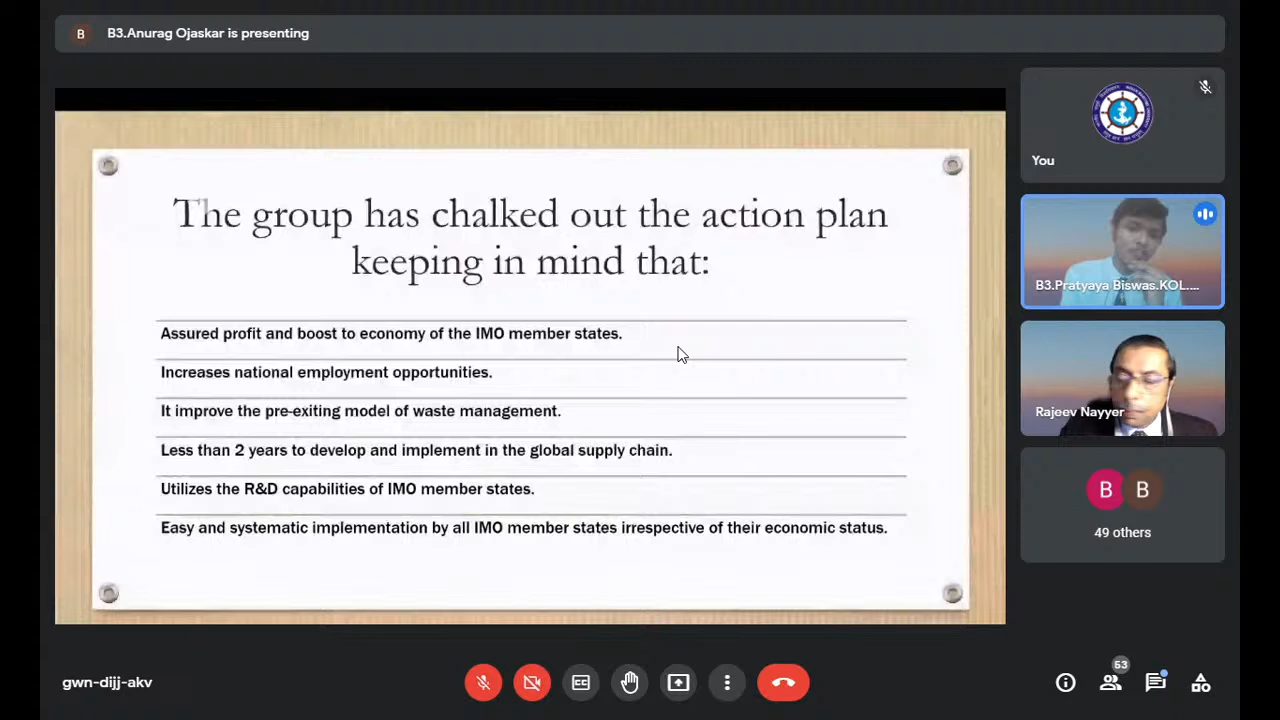 B
B3.Anurag Ojaskar is presenting
You
The group has chalked out the action plan
keeping in mind that:
Assured profit and boost to economy of the IMO member states.
Increases national employment opportunities.
It improve the pre-exiting model of waste management.
Less than 2 years to develop and implement in the global supply chain.
Utilizes the R&D capabilities of IMO member states.
Easy and systematic implementation by all IMO member states irrespective of their economic status.
B3.Pratyaya Biswas.KOL....
Rajeev Nayyer
B B
49 others
gwn-dijj-akv
CC
53